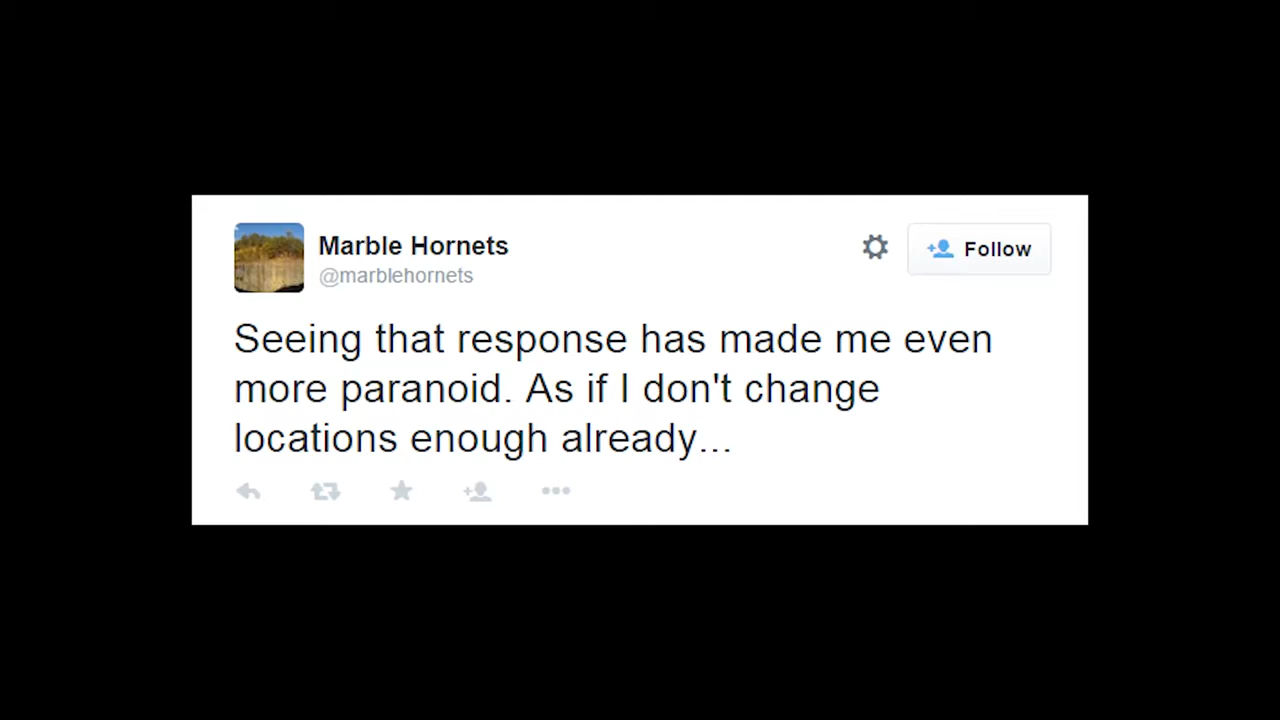 Marble Hornets
@marblehornets
Follow
Seeing that response has made me even
more paranoid. As if I don't change
locations enough already...